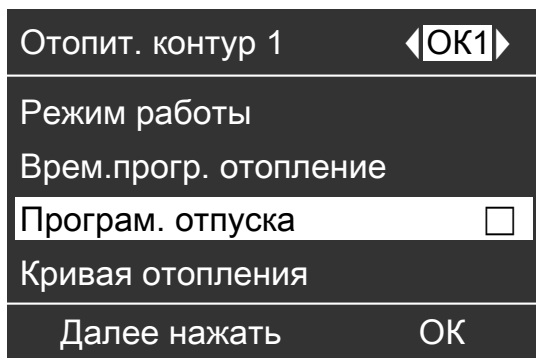 Отопит. контур 1 ОК1
Режим работы
Врем.прогр. отопление
Програм. отпуска
Кривая отопления
Далее нажать ОК